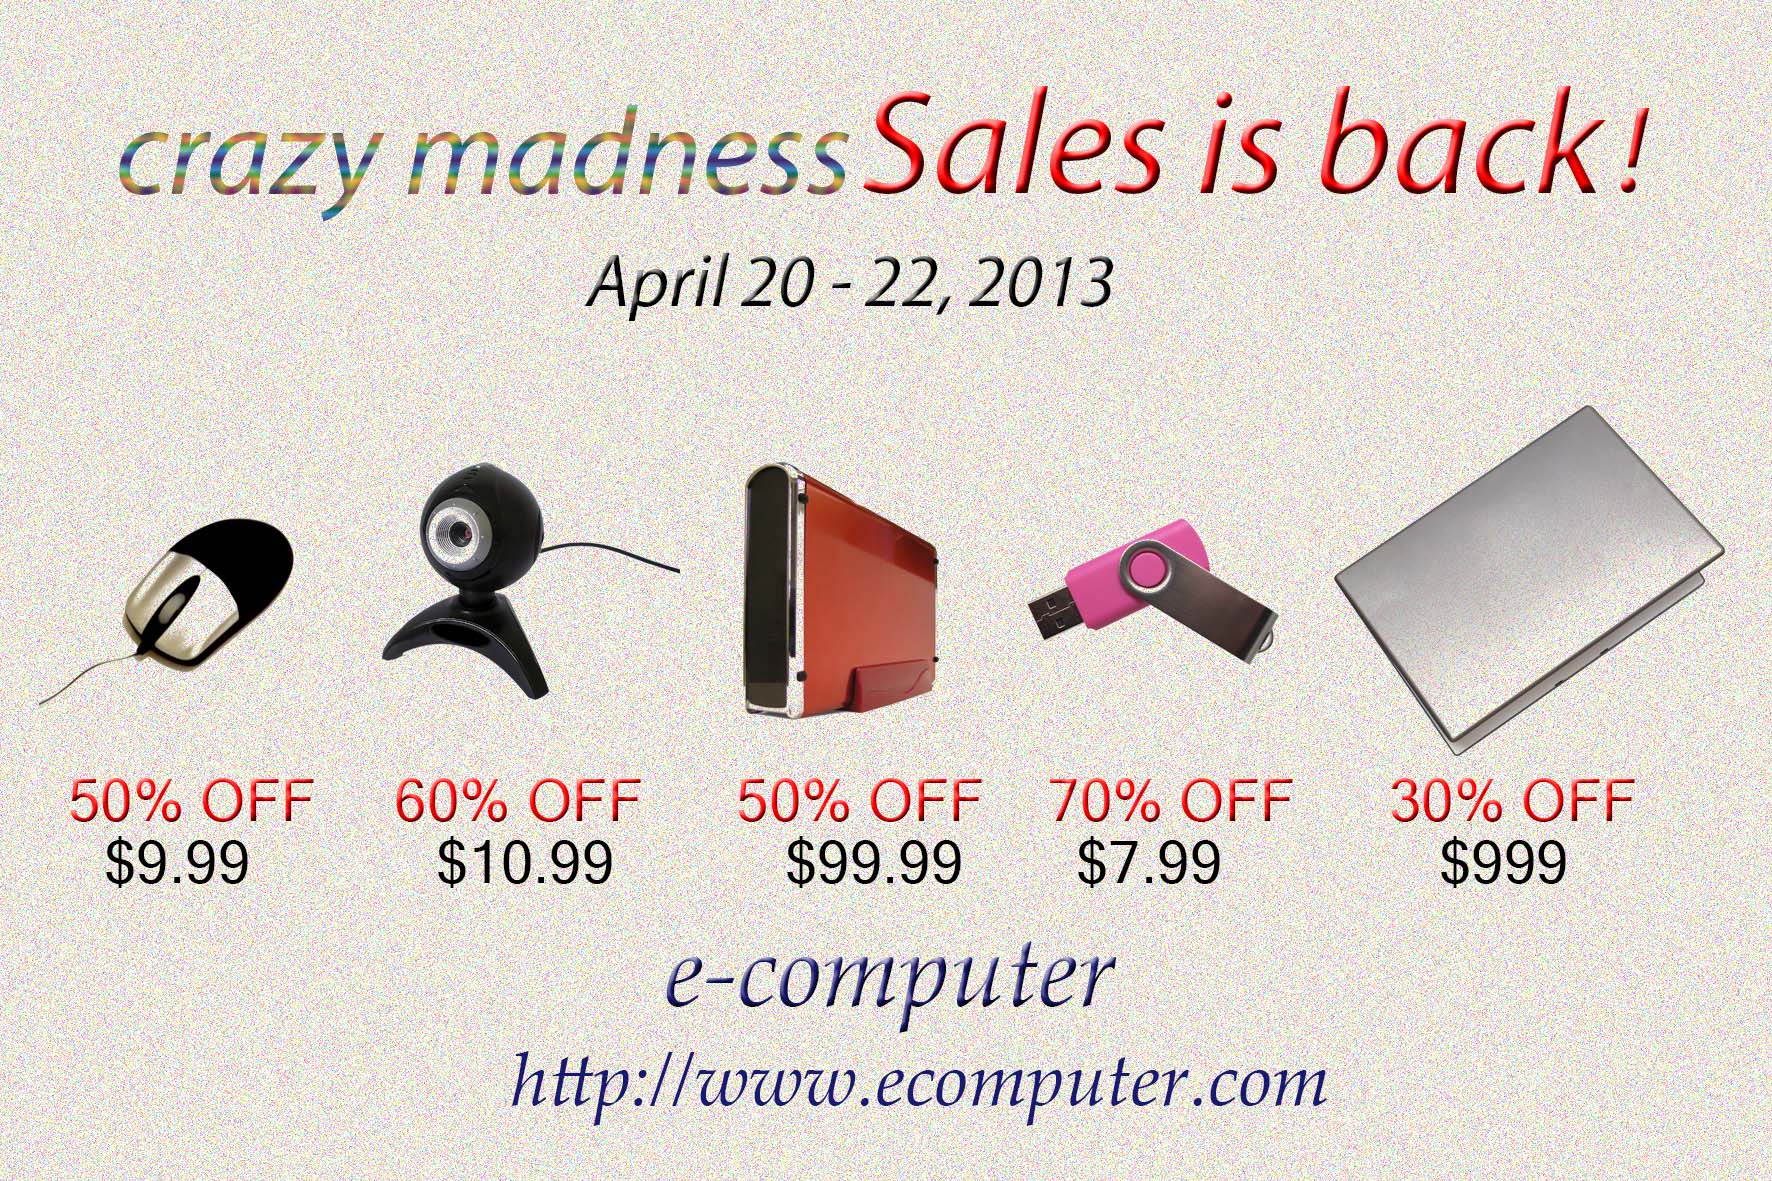 crazy madness Sales is back!
April 20 - 22, 2013
50% OFF 60% OFF 50% OFF 70% OFF 30% OFF
$9.99 $10.99 $99.99 $7.99 $999
e-computer
http://www.ecomputer.com